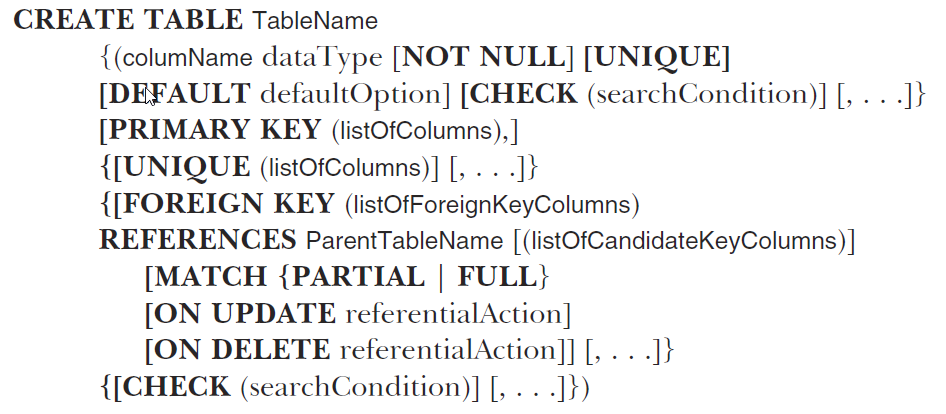 CREATE TABLE TableName
{(columName dataType [NOT NULL] [UNIQUE]
[DEFAULT defaultOption] [CHECK (searchCondition)] [, . . .]}
[PRIMARY KEY (listOfColumns),]
{[UNIQUE (listOfColumns)] [, . . .]}
{[FOREIGN KEY (listOfForeignKeyColumns)
REFERENCES ParentTableName [(listOfCandidateKeyColumns)]
[MATCH {PARTIAL | FULL}
[ON UPDATE referentialAction]
[ON DELETE referentialAction]] [, . . .]}
{[CHECK (searchCondition)] [, . . .]})